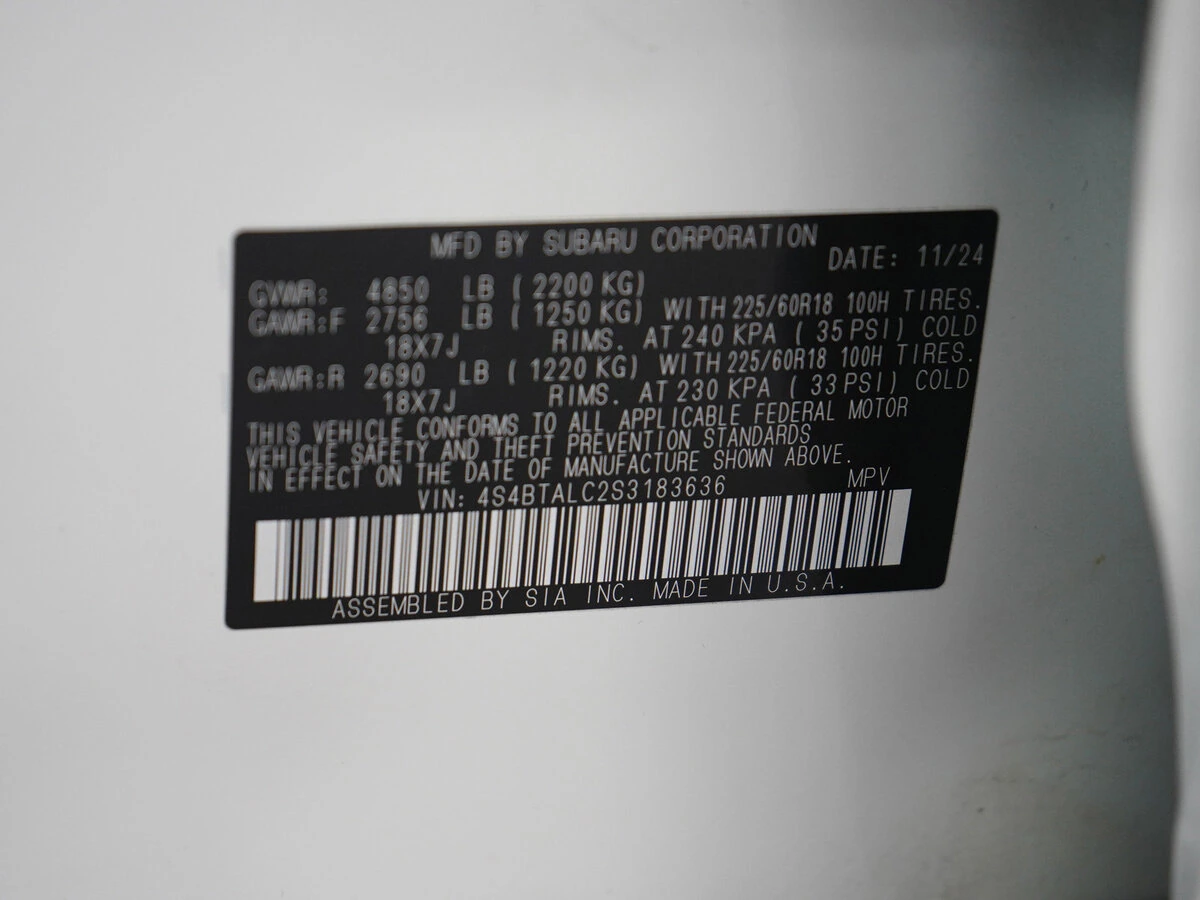 MFD BY SUBARU CORPORATION
DATE: 11/24
GVWR: 4850 LB ( 2200 KG)
GAWR:F 2756 LB ( 1250 KG) WITH 225/60R18 100H TIRES.
18X7J RIMS. AT 240 KPA ( 35 PSI) COLD
GAWR:R 2690 LB ( 1220 KG) WITH 225/60R18 100H TIRES.
18X7J RIMS. AT 230 KPA ( 33 PSI) COLD
THIS VEHICLE CONFORMS TO ALL APPLICABLE FEDERAL MOTOR
VEHICLE SAFETY AND THEFT PREVENTION STANDARDS
IN EFFECT ON THE DATE OF MANUFACTURE SHOWN ABOVE.
VIN: 4S4BTALC2S3183636 MPV
ASSEMBLED BY SIA INC. MADE IN U.S.A.